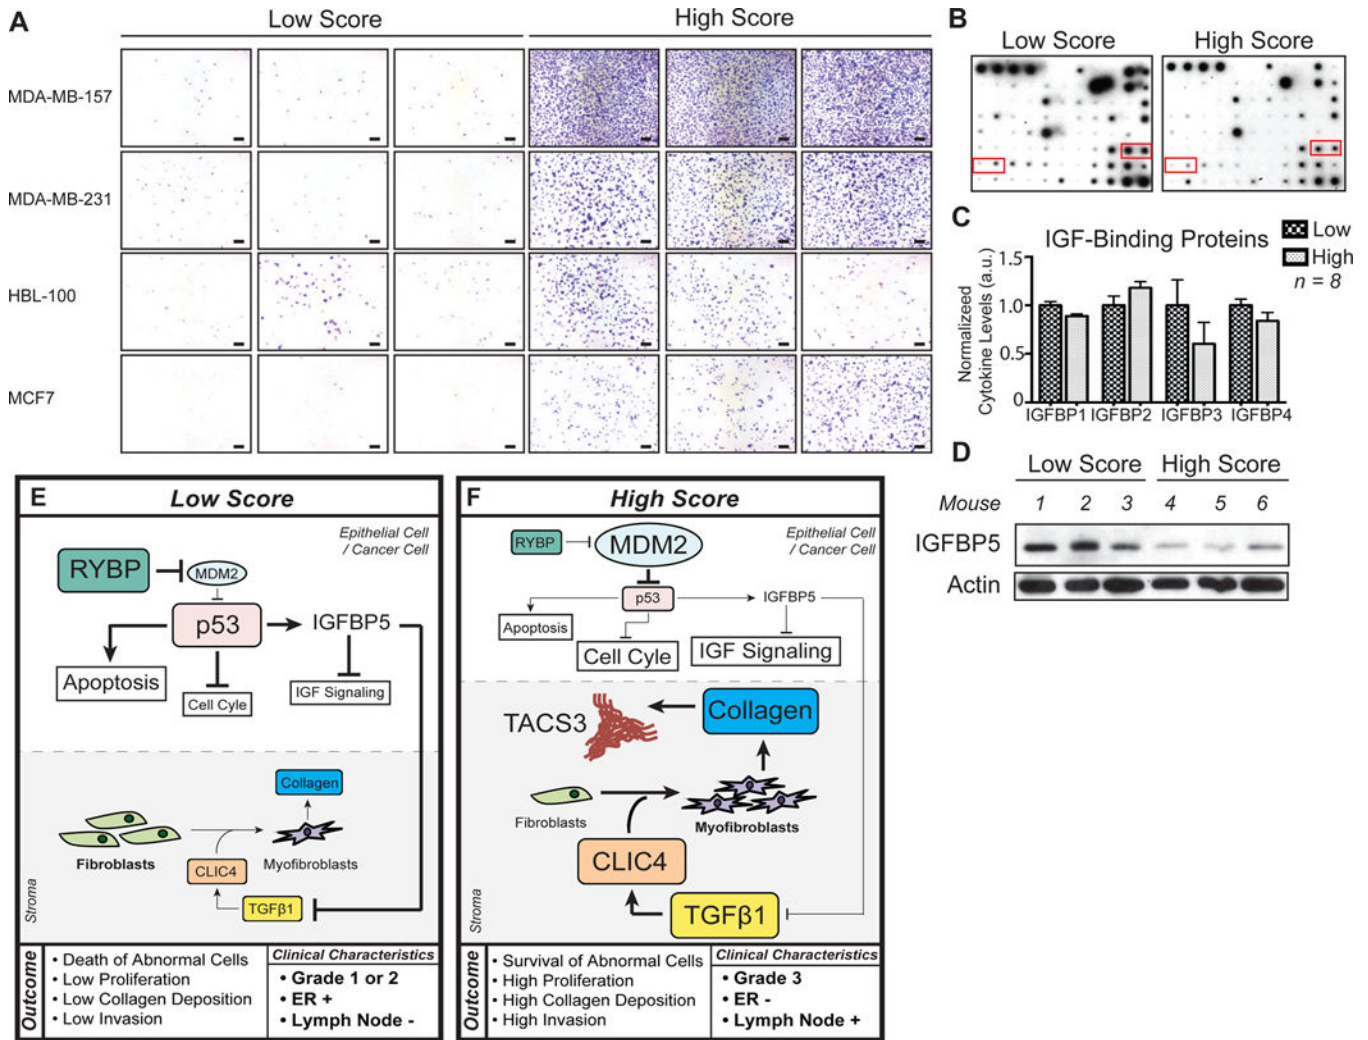 A
Low Score
High Score
MDA-MB-157
MDA-MB-231
HBL-100
MCF7
B
Low Score
High Score
C
IGF-Binding Proteins
Low
High
n = 8
Normalized
Cytokine Levels (a.u.)
1.5
1.0
0.5
0
IGFBP1 IGFBP2 IGFBP3 IGFBP4
D
Low Score
High Score
Mouse 1 2 3 4 5 6
IGFBP5
Actin
E
Low Score
Epithelial Cell
/ Cancer Cell
RYBP
MDM2
p53
IGFBP5
Apoptosis
Cell Cyle
IGF Signaling
Collagen
Fibroblasts
Myofibroblasts
CLIC4
TGFβ1
Stroma
Outcome
• Death of Abnormal Cells
• Low Proliferation
• Low Collagen Deposition
• Low Invasion
Clinical Characteristics
• Grade 1 or 2
• ER +
• Lymph Node -
F
High Score
Epithelial Cell
/ Cancer Cell
RYBP
MDM2
p53
IGFBP5
Apoptosis
Cell Cyle
IGF Signaling
TACS3
Collagen
Fibroblasts
Myofibroblasts
CLIC4
TGFβ1
Stroma
Outcome
• Survival of Abnormal Cells
• High Proliferation
• High Collagen Deposition
• High Invasion
Clinical Characteristics
• Grade 3
• ER -
• Lymph Node +